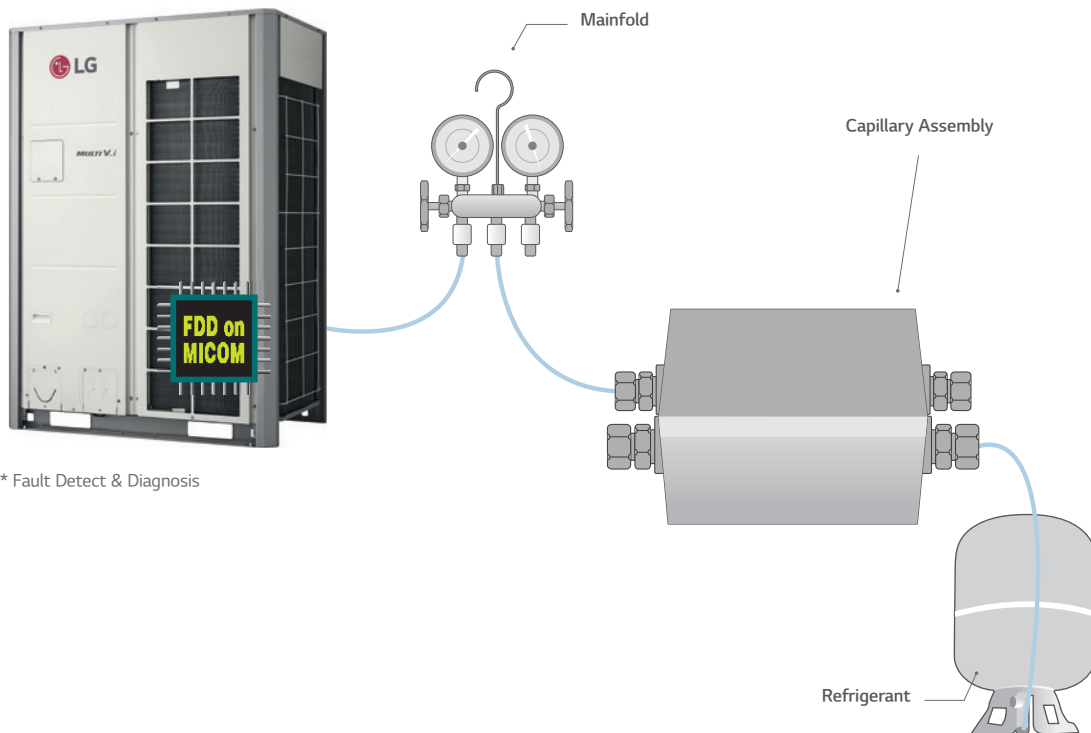 Mainfold
LG
Capillary Assembly
MULTI V.i
FDD on
MICOM
* Fault Detect & Diagnosis
Refrigerant